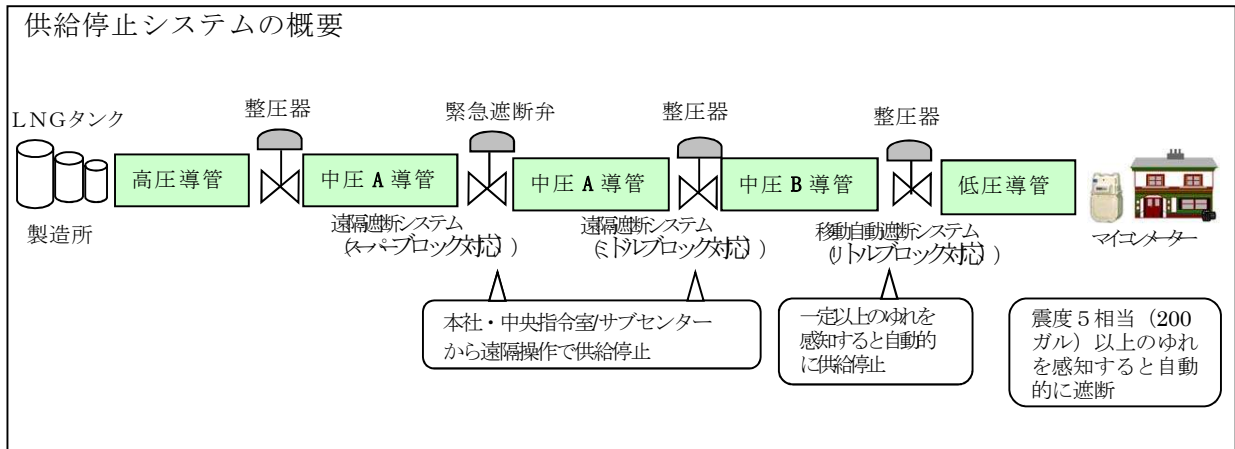 供給停止システムの概要
整圧器
緊急遮断弁
整圧器
整圧器
LNGタンク
高圧導管
中圧A導管
中圧A導管
中圧B導管
低圧導管
製造所
遠隔遮断システム
(スーパーブロック対応)
遠隔遮断システム
(ミドルブロック対応)
移動自動遮断システム
(リトルブロック対応)
マイコンメーター
本社・中央指令室/サブセンター
から遠隔操作で供給停止
一定以上のゆれを
感知すると自動的
に供給停止
震度5相当(200
ガル)以上のゆれ
を感知すると自動
的に遮断